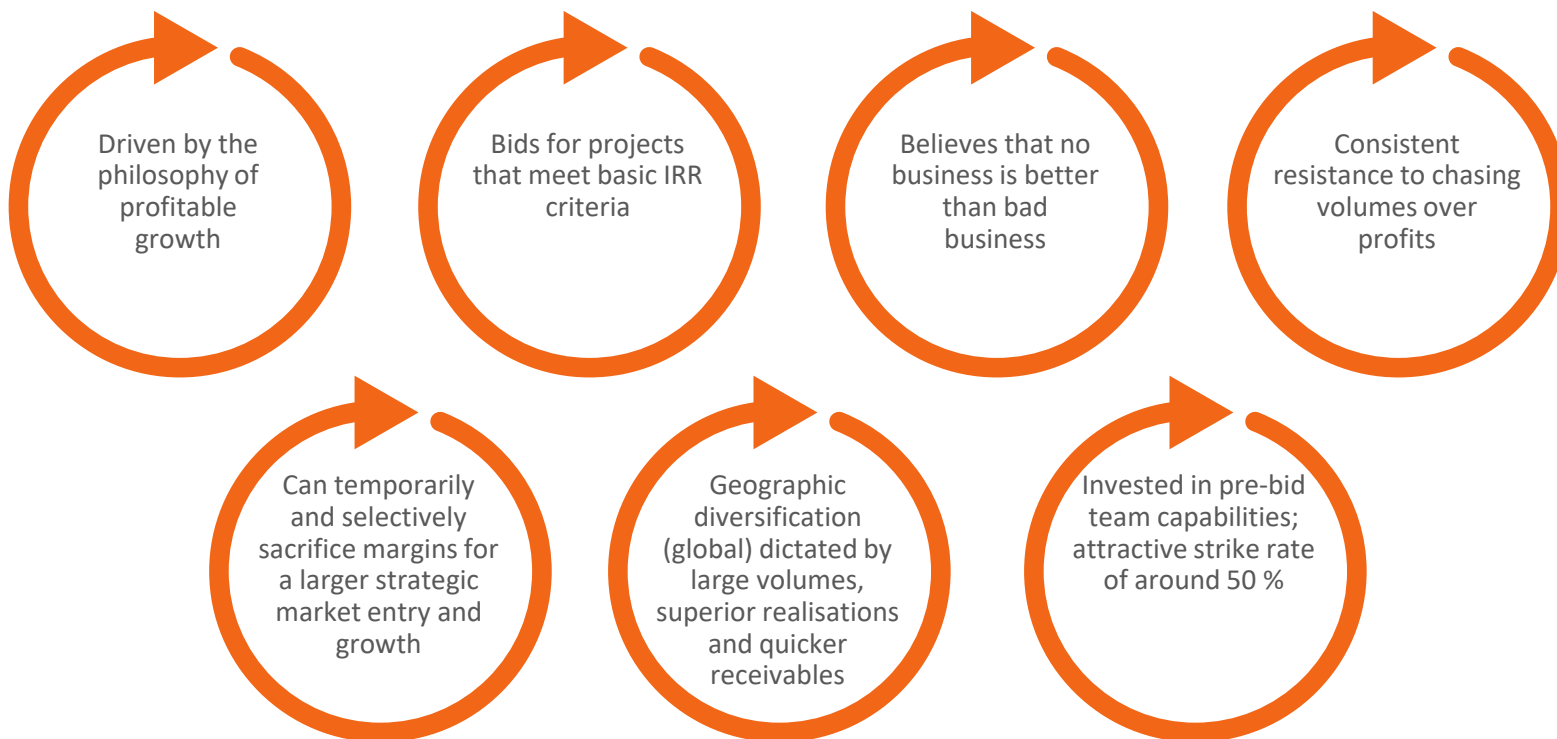 Driven by the
philosophy of
profitable
growth
Bids for projects
that meet basic IRR
criteria
Believes that no
business is better
than bad
business
Consistent
resistance to chasing
volumes over
profits
Can temporarily
and selectively
sacrifice margins for
a larger strategic
market entry and
growth
Geographic
diversification
(global) dictated by
large volumes,
superior realisations
and quicker
receivables
Invested in pre-bid
team capabilities;
attractive strike rate
of around 50 %